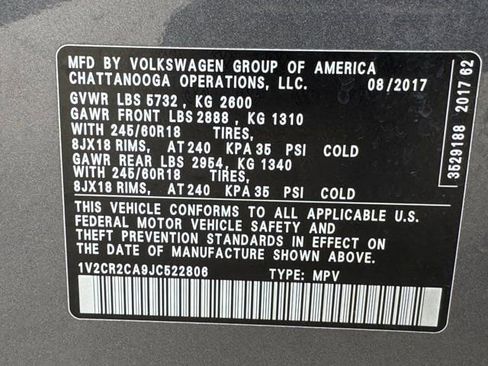 MFD BY VOLKSWAGEN GROUP OF AMERICA
CHATTANOOGA OPERATIONS, LLC. 08/2017
GVWR LBS 5732 , KG 2600
GAWR FRONT LBS 2888 , KG 1310
WITH 245/60R18 TIRES,
8JX18 RIMS, AT 240 KPA 35 PSI COLD
GAWR REAR LBS 2954, KG 1340
WITH 245/60R18 TIRES,
8JX18 RIMS, AT 240 KPA 35 PSI COLD
THIS VEHICLE CONFORMS TO ALL APPLICABLE U.S.
FEDERAL MOTOR VEHICLE SAFETY AND
THEFT PREVENTION STANDARDS IN EFFECT ON
THE DATE OF MANUFACTURE SHOWN ABOVE.
1V2CR2CA9JC522806 TYPE: MPV
3529188 2017 62